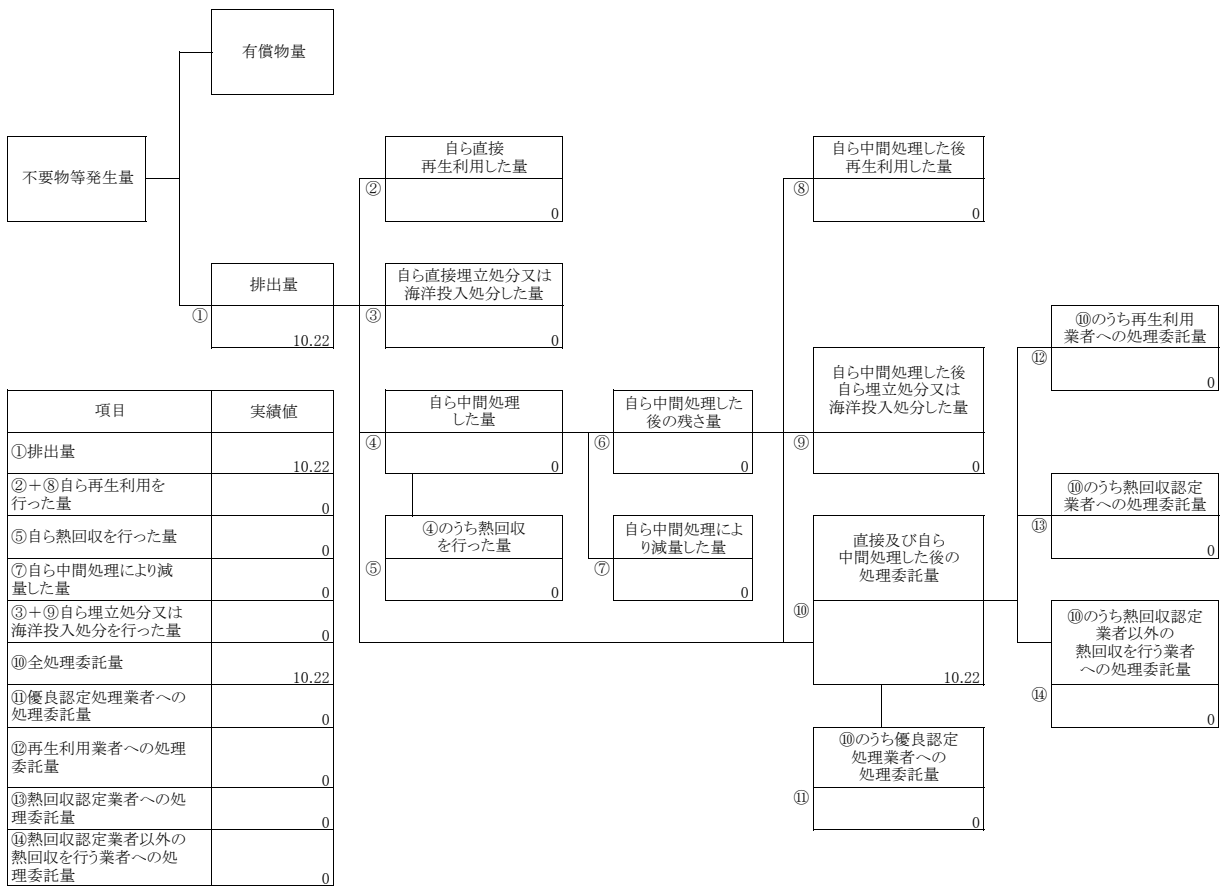 有償物量
不要物等発生量
自ら直接
再生利用した量
②
0
自ら中間処理した後
再生利用した量
⑧
0
排出量
①
10.22
自ら直接埋立処分又は
海洋投入処分した量
③
0
⑩のうち再生利用
業者への処理委託量
⑫
0
自ら中間処理
した量
④
0
自ら中間処理した
後の残さ量
⑥
0
自ら中間処理した後
自ら埋立処分又は
海洋投入処分した量
⑨
0
⑩のうち熱回収認定
業者への処理委託量
⑬
0
④のうち熱回収
を行った量
⑤
0
自ら中間処理によ
り減量した量
⑦
0
直接及び自ら
中間処理した後の
処理委託量
⑩
10.22
⑩のうち熱回収認定
業者以外の
熱回収を行う業者
への処理委託量
⑭
0
⑩のうち優良認定
処理業者への
処理委託量
⑪
0
項目 実績値
①排出量
10.22
②＋⑧自ら再生利用を
行った量
0
⑤自ら熱回収を行った量
0
⑦自ら中間処理により減
量した量
0
③＋⑨自ら埋立処分又は
海洋投入処分を行った量
0
⑩全処理委託量
10.22
⑪優良認定処理業者への
処理委託量
0
⑫再生利用業者への処理
委託量
0
⑬熱回収認定業者への処
理委託量
0
⑭熱回収認定業者以外の
熱回収を行う業者への処
理委託量
0